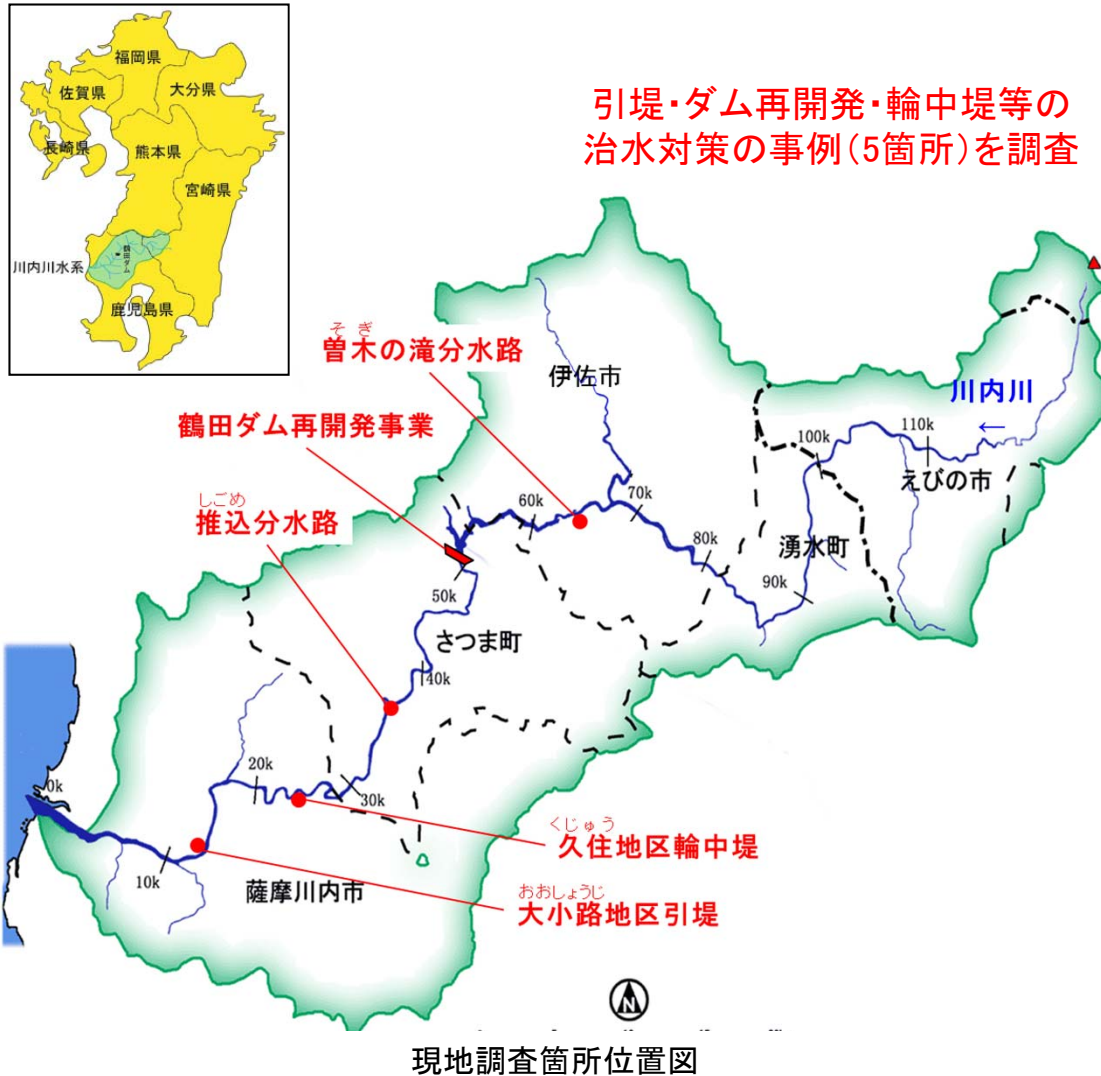 引堤・ダム再開発・輪中堤等の
治水対策の事例(5箇所)を調査
福岡県
佐賀県
大分県
長崎県
熊本県
宮崎県
川内川水系
鶴田ダム
鹿児島県
そぎ
曽木の滝分水路
伊佐市
川内川
←
鶴田ダム再開発事業
100k
110k
えびの市
しごめ
推込分水路
60k
70k
80k
湧水町
90k
50k
さつま町
40k
20k
30k
0k
くじゅう
久住地区輪中堤
10k
薩摩川内市
おおしょうじ
大小路地区引堤
N
現地調査箇所位置図